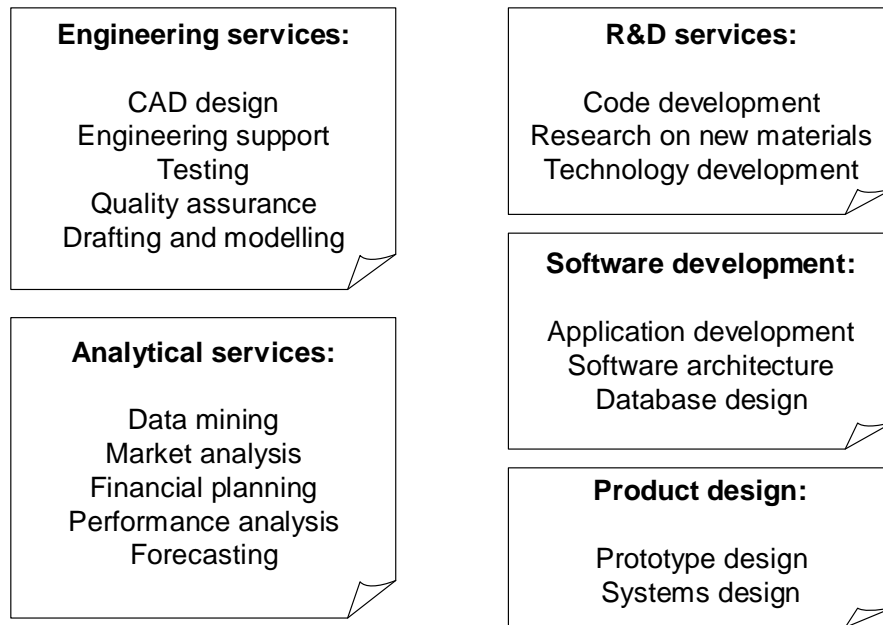 Engineering services:
CAD design
Engineering support
Testing
Quality assurance
Drafting and modelling
Analytical services:
Data mining
Market analysis
Financial planning
Performance analysis
Forecasting
R&D services:
Code development
Research on new materials
Technology development
Software development:
Application development
Software architecture
Database design
Product design:
Prototype design
Systems design